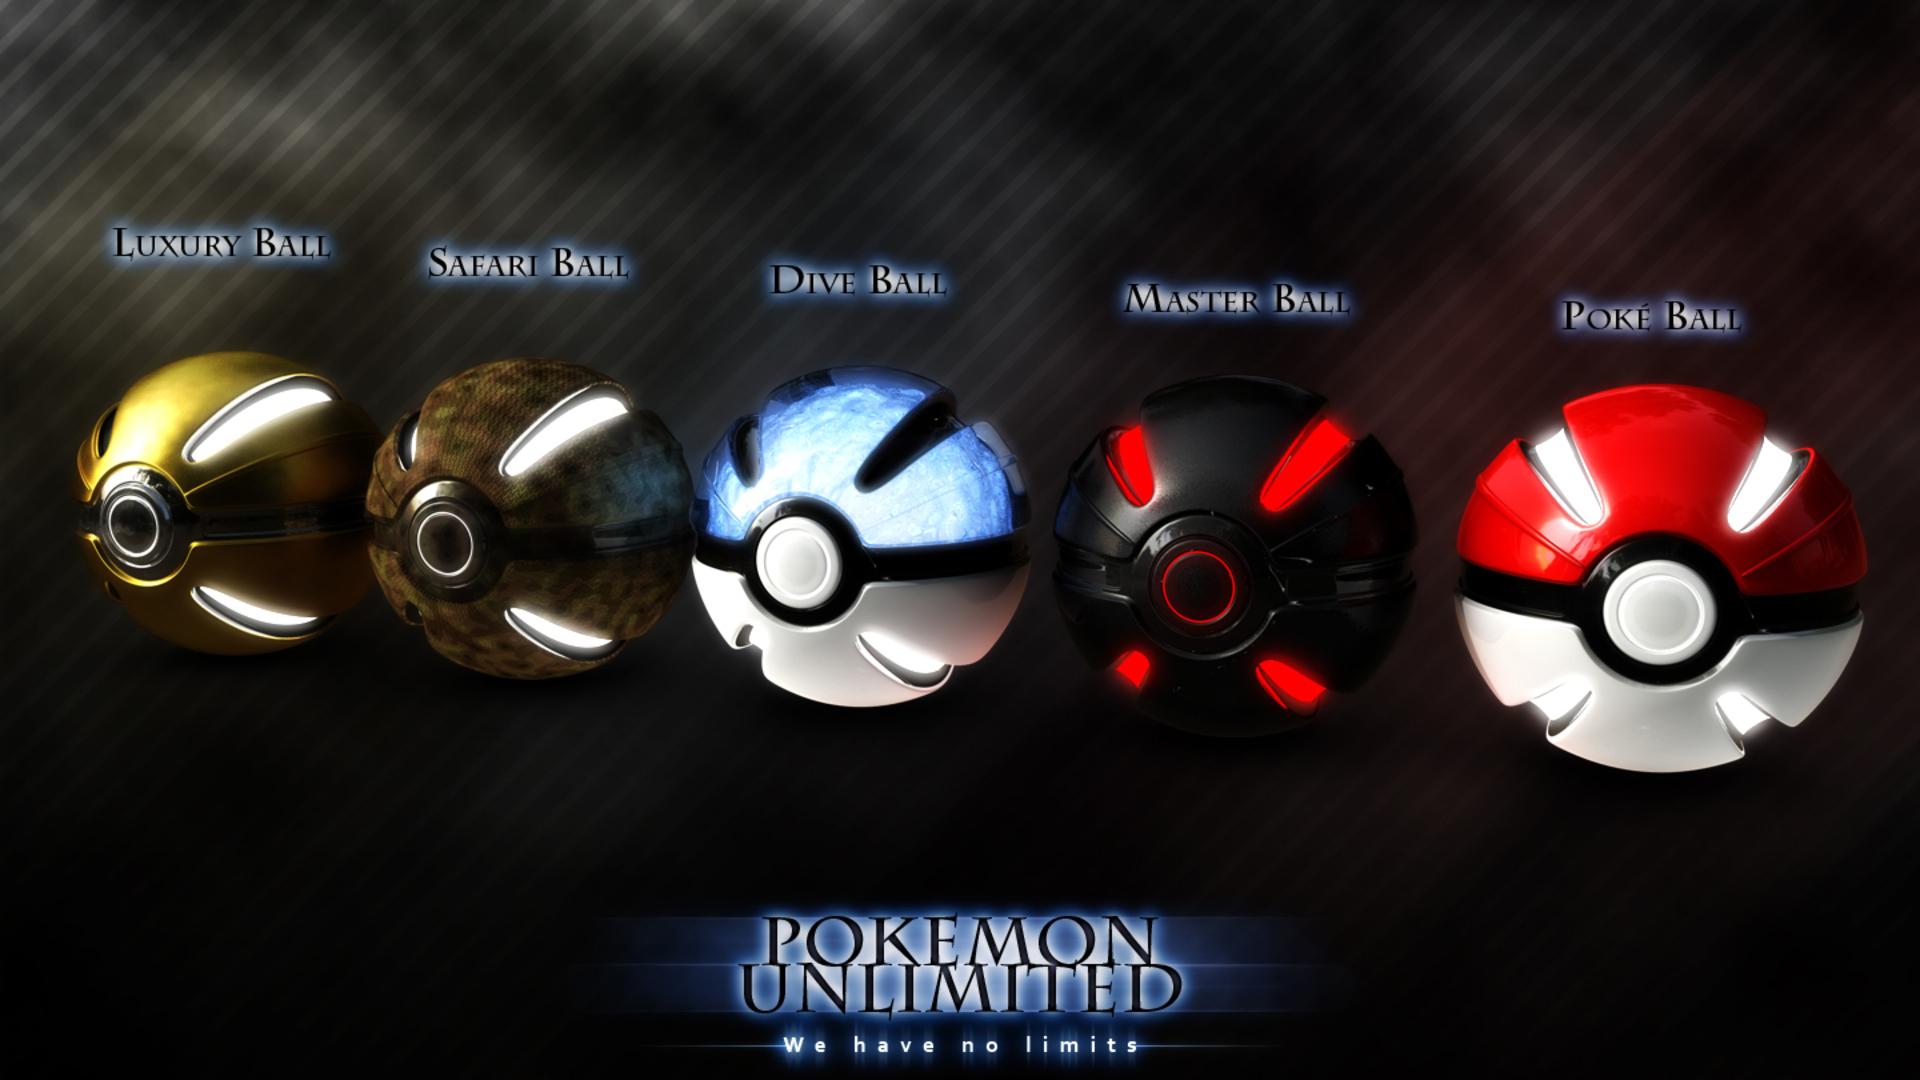 Luxury Ball
Safari Ball
Dive Ball
Master Ball
Poké Ball
POKEMON
UNLIMITED
We have no limits